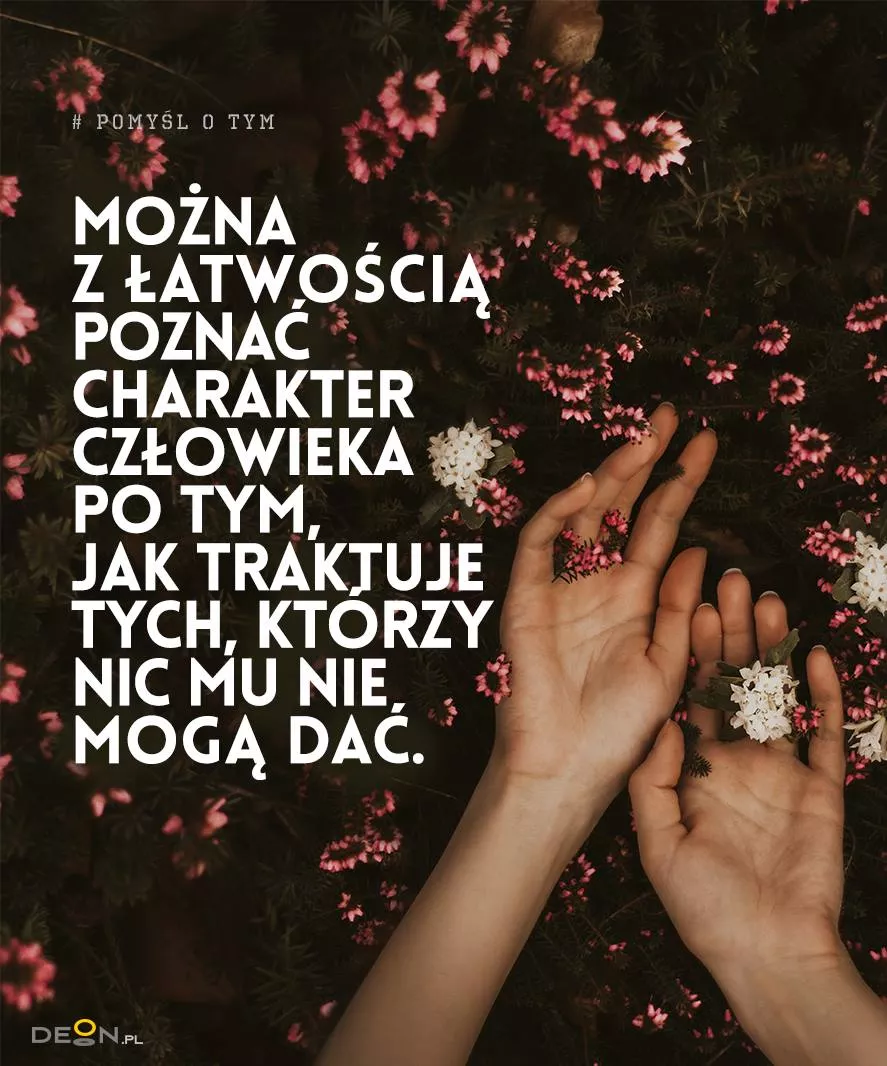 # POMYŚL O TYM
MOŻNA
Z ŁATWOŚCIĄ
POZNAĆ
CHARAKTER
CZŁOWIEKA
PO TYM,
JAK TRAKTUJE
TYCH, KTÓRZY
NIC MU NIE
MOGĄ DAĆ.
DEON.PL